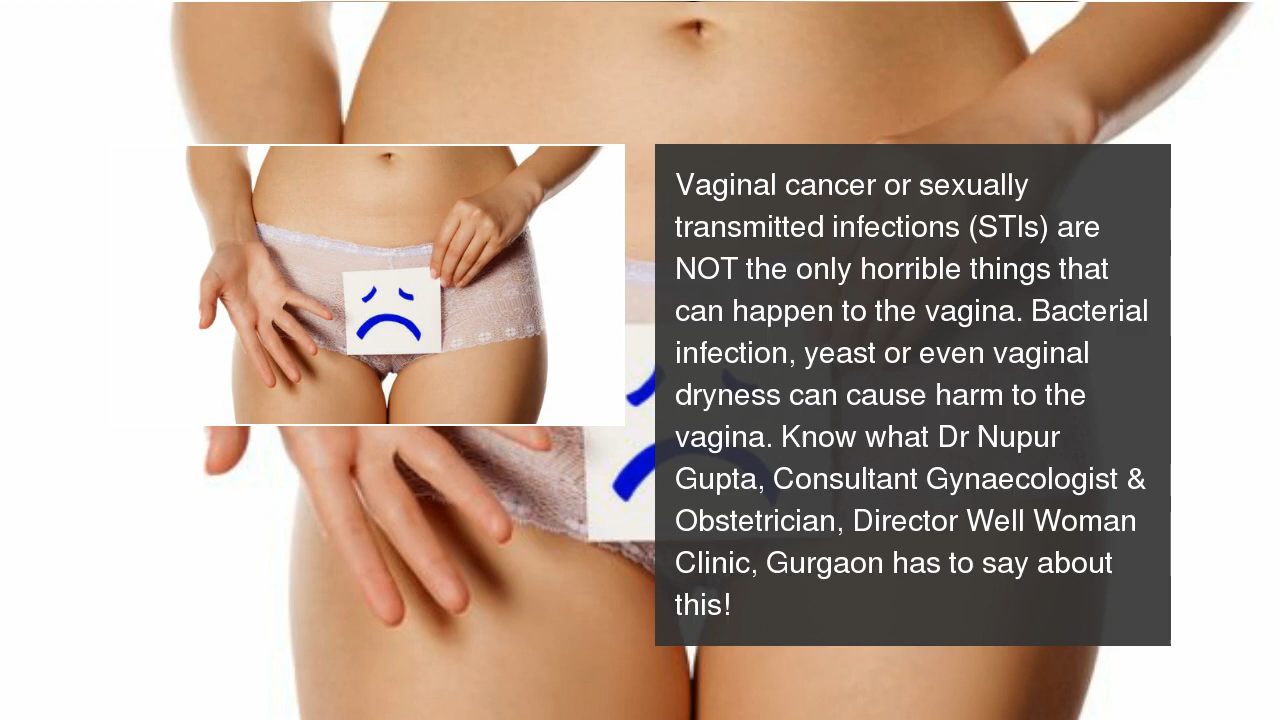 Vaginal cancer or sexually
transmitted infections (STIs) are
NOT the only horrible things that
can happen to the vagina. Bacterial
infection, yeast or even vaginal
dryness can cause harm to the
vagina. Know what Dr Nupur
Gupta, Consultant Gynaecologist &
Obstetrician, Director Well Woman
Clinic, Gurgaon has to say about
this!